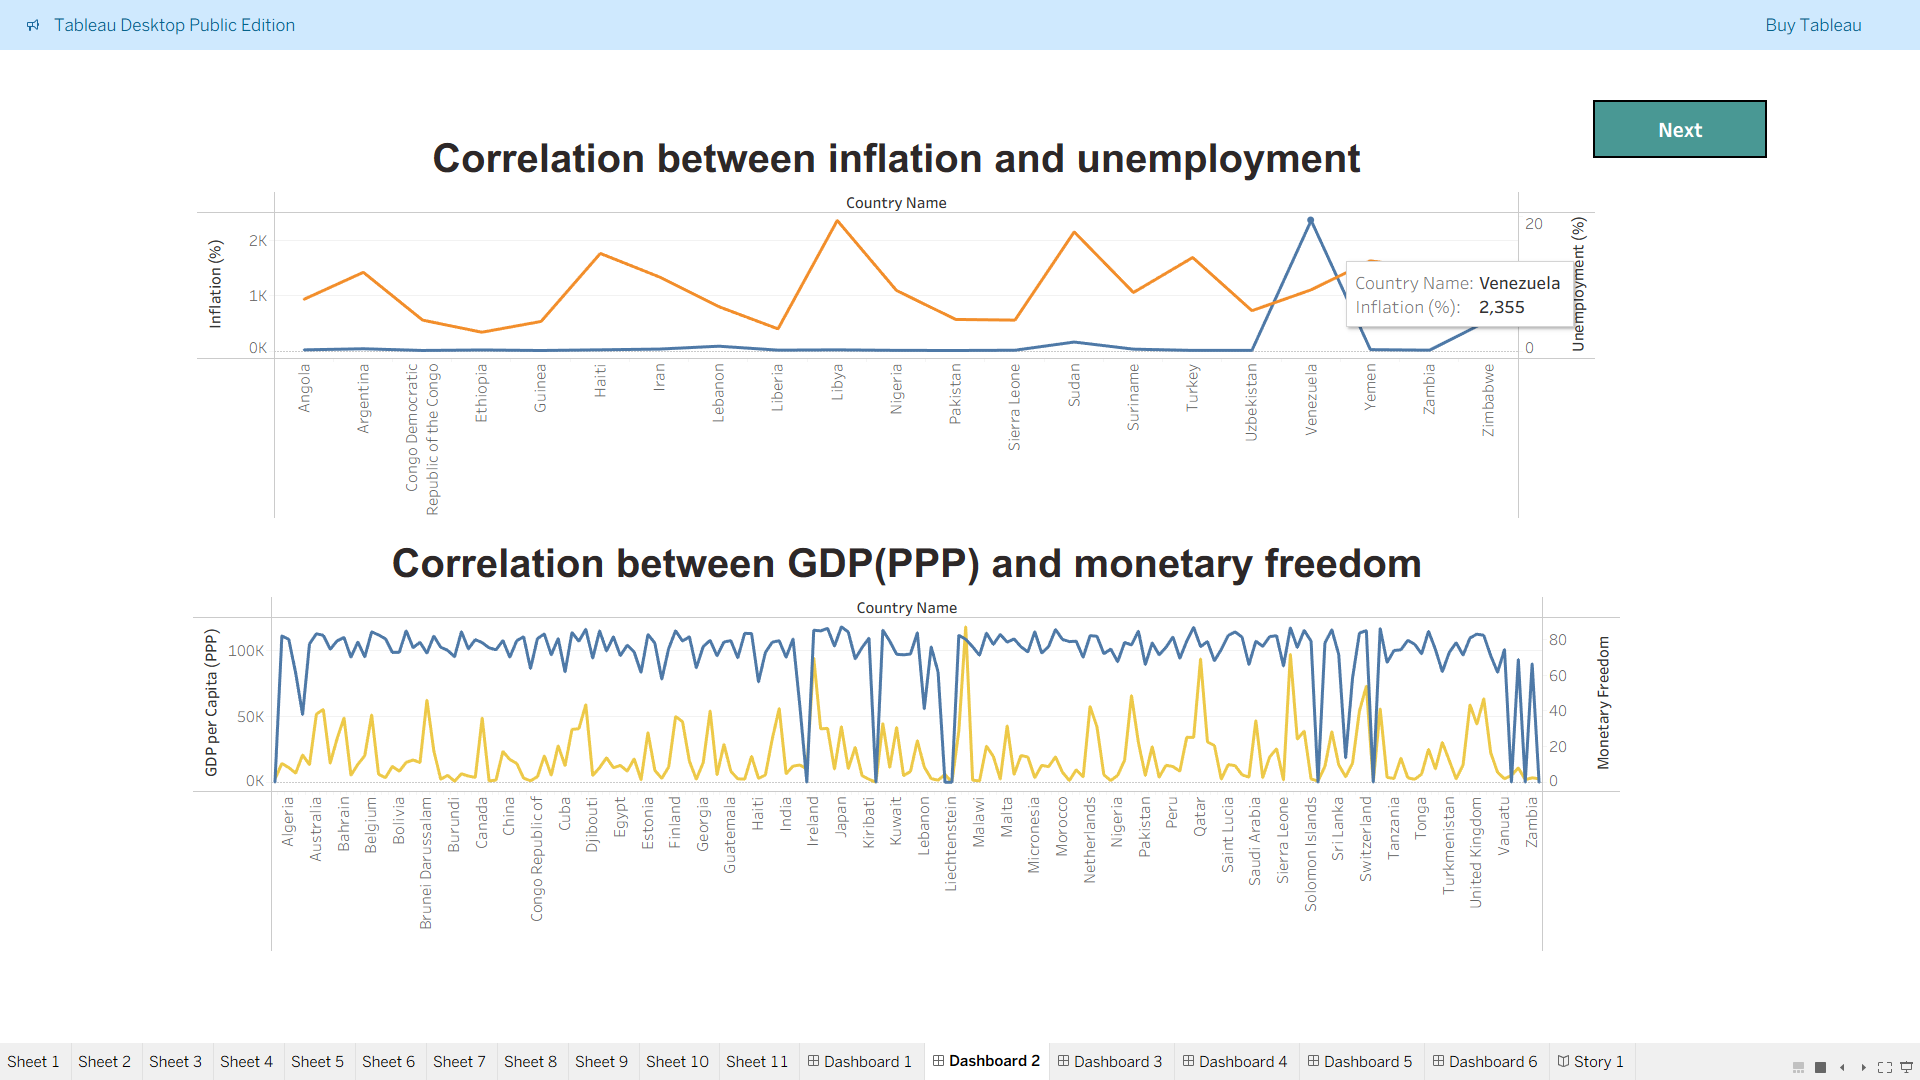 Tableau Desktop Public Edition
Buy Tableau
Next
Correlation between inflation and unemployment
Country Name
Inflation (%)
2K
1K
0K
20
0
Unemployment (%)
Country Name: Venezuela
Inflation (%): 2,355
Angola
Argentina
Congo Democratic
Republic of the Congo
Ethiopia
Guinea
Haiti
Iran
Lebanon
Liberia
Libya
Nigeria
Pakistan
Sierra Leone
Sudan
Suriname
Turkey
Uzbekistan
Venezuela
Yemen
Zambia
Zimbabwe
Correlation between GDP(PPP) and monetary freedom
Country Name
GDP per Capita (PPP)
100K
50K
0K
80
60
40
20
0
Monetary Freedom
Algeria
Australia
Bahrain
Belgium
Bolivia
Brunei Darussalam
Burundi
Canada
China
Congo Republic of
Cuba
Djibouti
Egypt
Estonia
Finland
Georgia
Guatemala
Haiti
India
Ireland
Japan
Kiribati
Kuwait
Lebanon
Liechtenstein
Malawi
Malta
Micronesia
Morocco
Netherlands
Nigeria
Pakistan
Peru
Qatar
Saint Lucia
Saudi Arabia
Sierra Leone
Solomon Islands
Sri Lanka
Switzerland
Tanzania
Tonga
Turkmenistan
United Kingdom
Vanuatu
Zambia
Sheet 1
Sheet 2
Sheet 3
Sheet 4
Sheet 5
Sheet 6
Sheet 7
Sheet 8
Sheet 9
Sheet 10
Sheet 11
Dashboard 1
Dashboard 2
Dashboard 3
Dashboard 4
Dashboard 5
Dashboard 6
Story 1